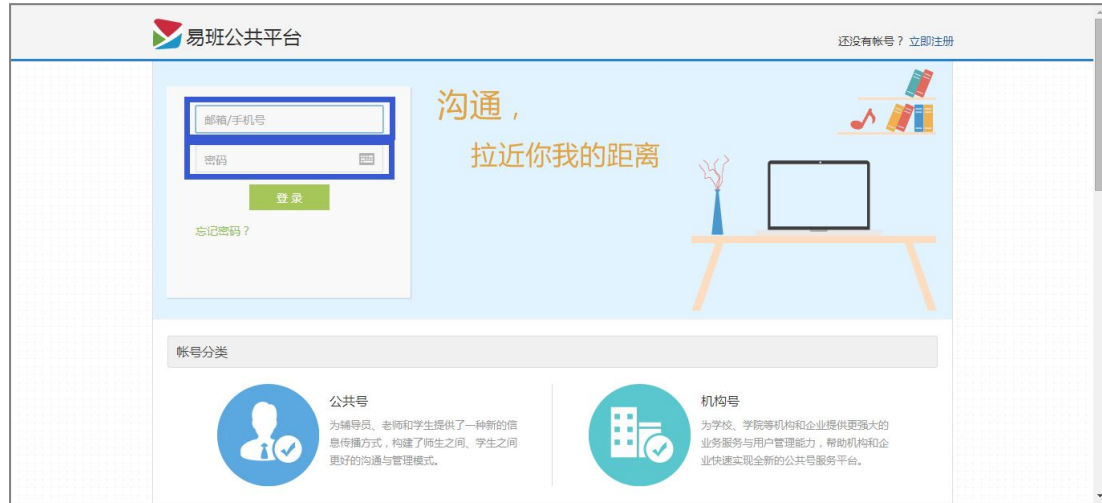 易班公共平台
还没有帐号？ 立即注册
邮箱/手机号
密码
登 录
忘记密码？
沟通，
拉近你我的距离
帐号分类
公共号
为辅导员、老师和学生提供了一种新的信
息传播方式，构建了师生之间、学生之间
更好的沟通与管理模式。
机构号
为学校、学院等机构和企业提供更强大的
业务服务与用户管理能力，帮助机构和企
业快速实现全新的公共号服务平台。